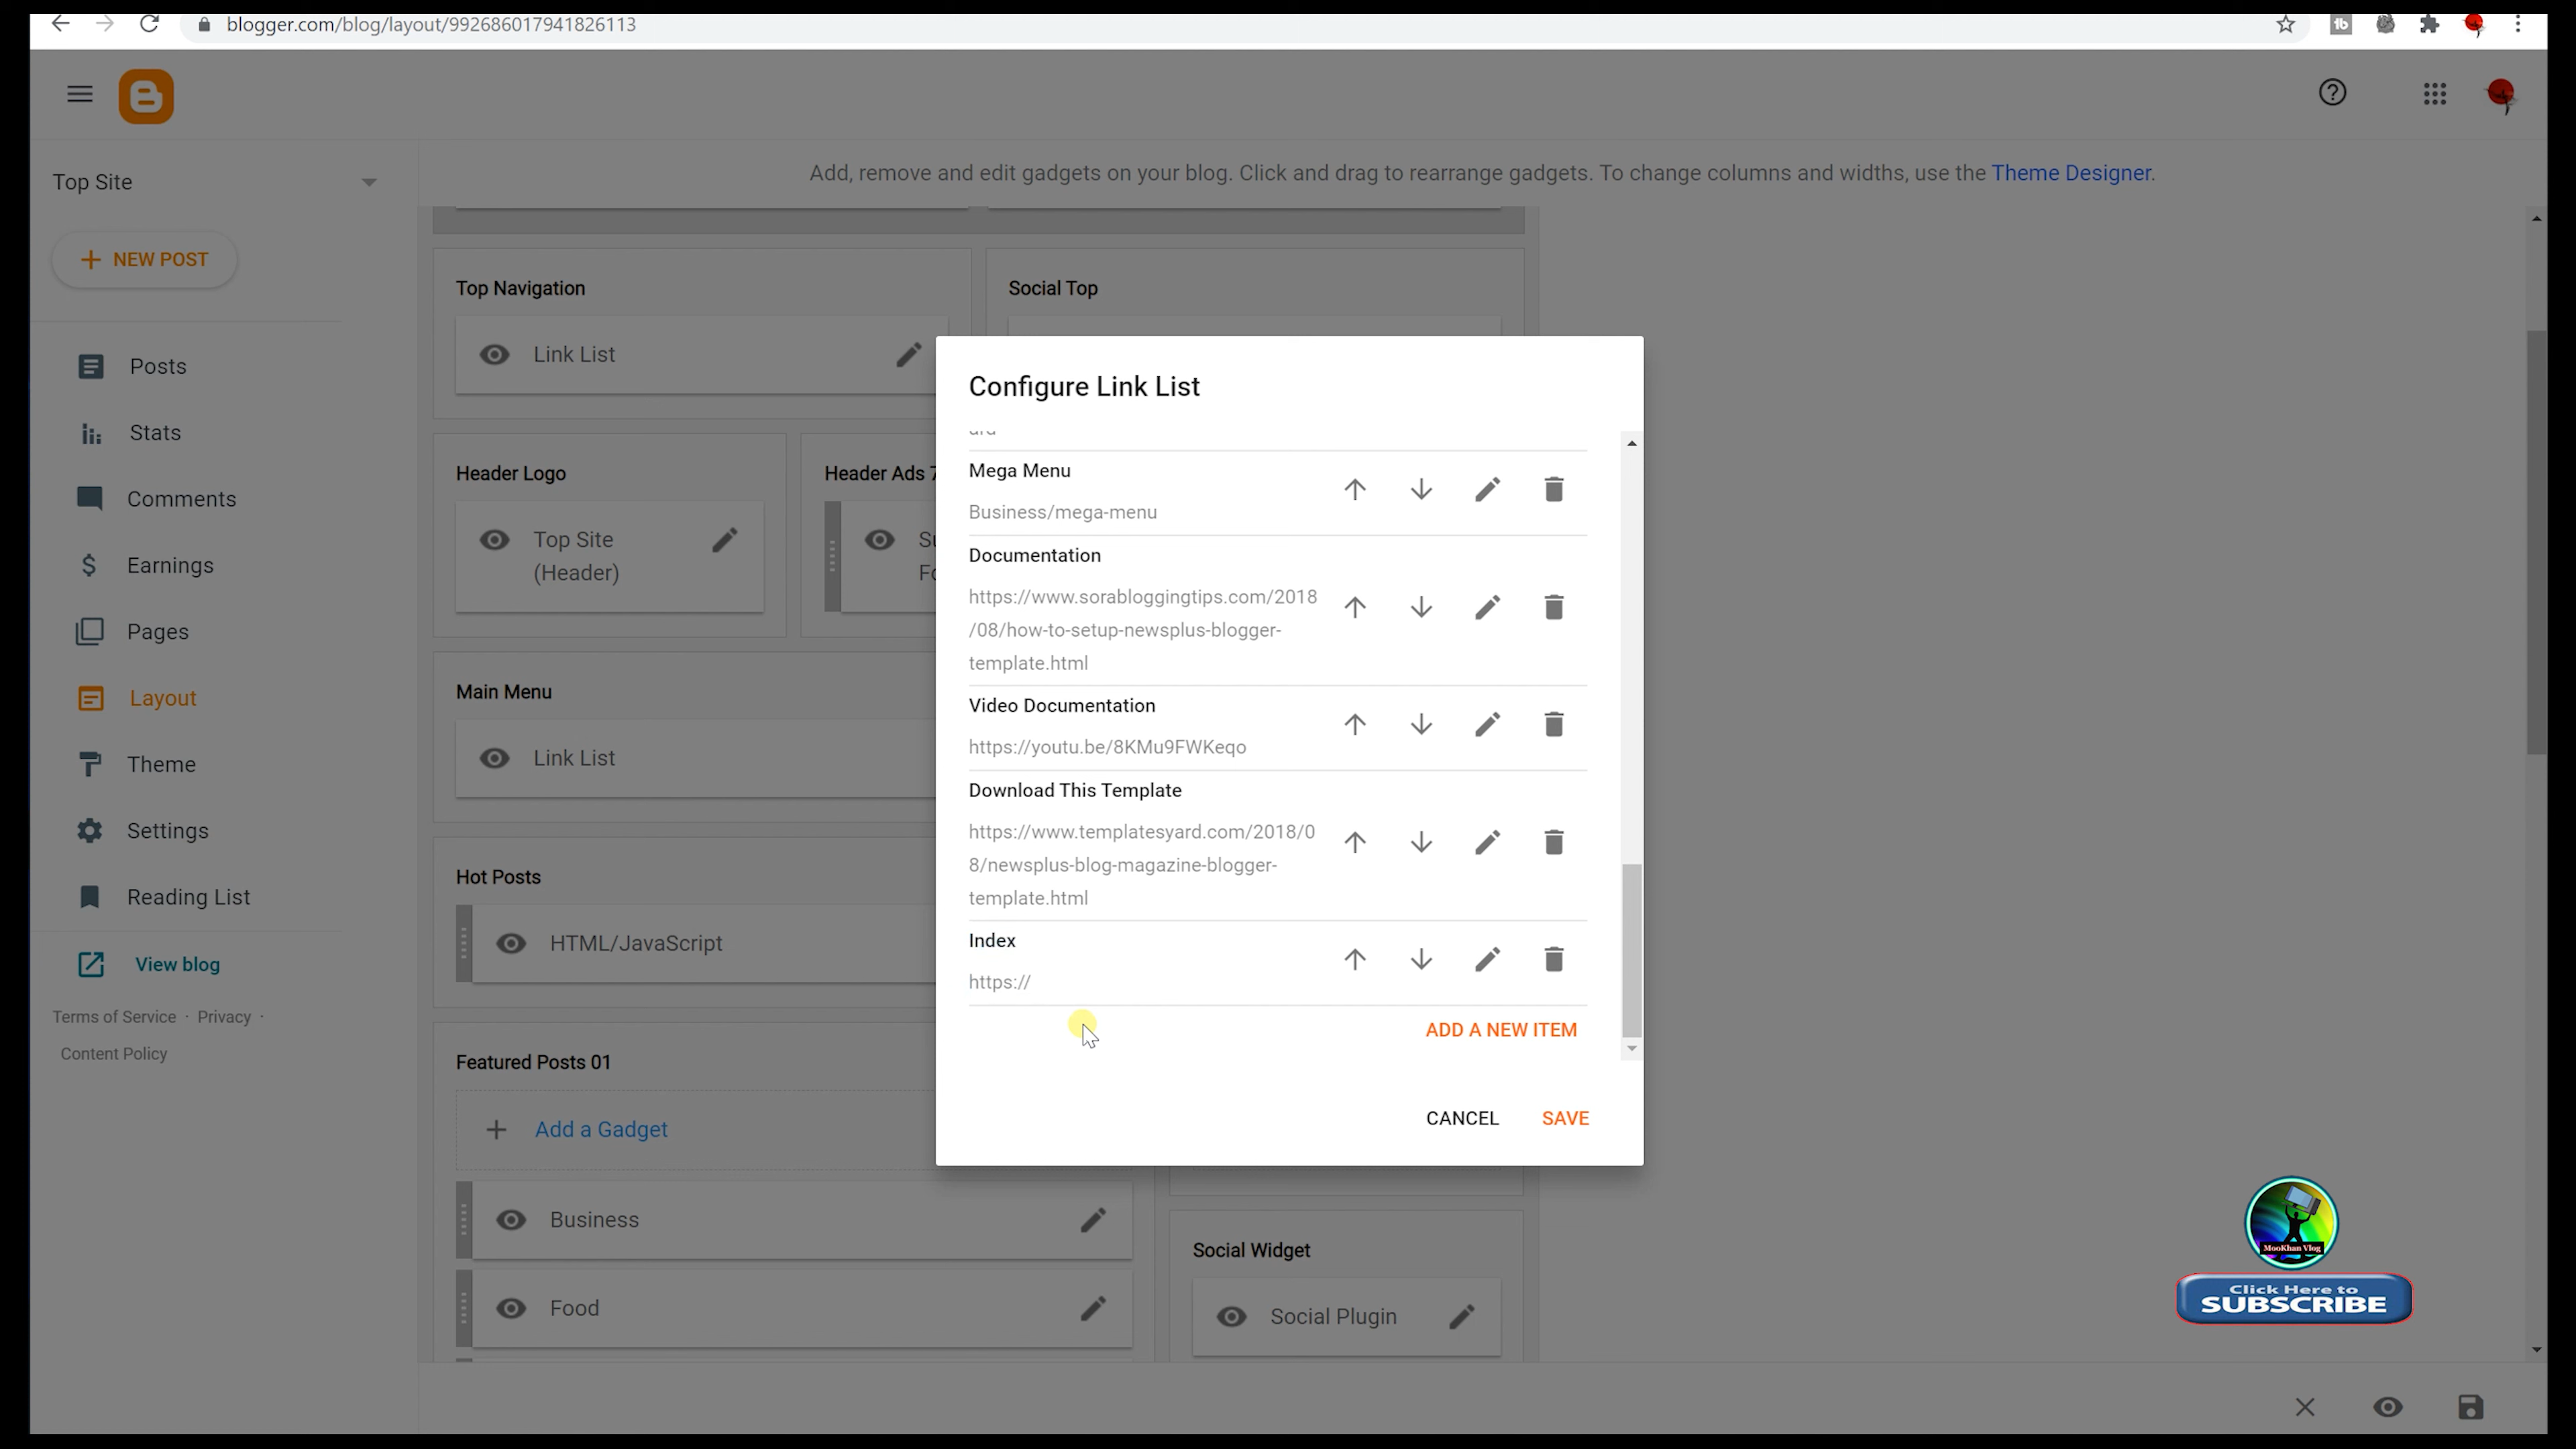 blogger.com/blog/layout/992686017941826113
Top Site
Add, remove and edit gadgets on your blog. Click and drag to rearrange gadgets. To change columns and widths, use the Theme Designer.
NEW POST
Posts
Stats
Comments
Earnings
Pages
Layout
Theme
Settings
Reading List
View blog
Terms of Service · Privacy ·
Content Policy
Top Navigation
Link List
Social Top
Header Logo
Top Site
(Header)
Header Ads
Main Menu
Link List
Hot Posts
HTML/JavaScript
Featured Posts 01
Add a Gadget
Business
Food
Configure Link List
Mega Menu
Business/mega-menu
Documentation
https://www.sorabloggingtips.com/2018
/08/how-to-setup-newsplus-blogger-
template.html
Video Documentation
https://youtu.be/8KMu9FWKeqo
Download This Template
https://www.templatesyard.com/2018/0
8/newsplus-blog-magazine-blogger-
template.html
Index
https://
ADD A NEW ITEM
CANCEL
SAVE
Social Widget
Social Plugin
MooKhan Vlog
Click Here to
SUBSCRIBE